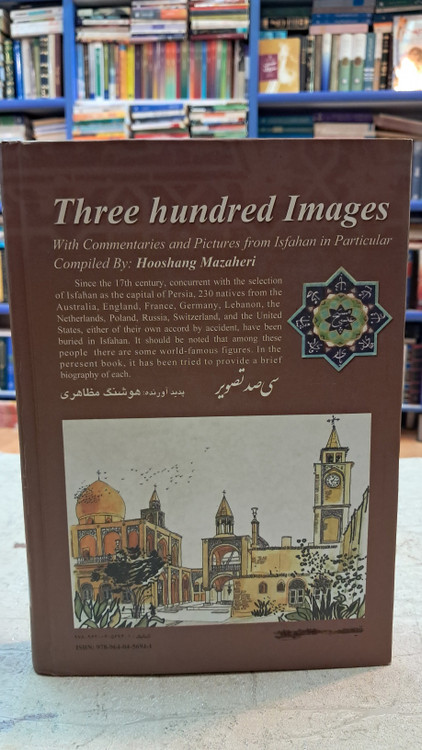 Three hundred Images
With Commentaries and Pictures from Isfahan in Particular
Compiled By: Hooshang Mazaheri
Since the 17th century, concurrent with the selection
of Isfahan as the capital of Persia, 230 natives from the
Australia, England, France, Germany, Lebanon, the
Netherlands, Poland, Russia, Switzerland, and the United
States, either of their own accord by accident, have been
buried in Isfahan. It should be noted that among these
people there are some world-famous figures. In the
peresent book, it has been tried to provide a brief
biography of each.
سی صد تصویر
پدید آورنده: هوشنگ مظاهری